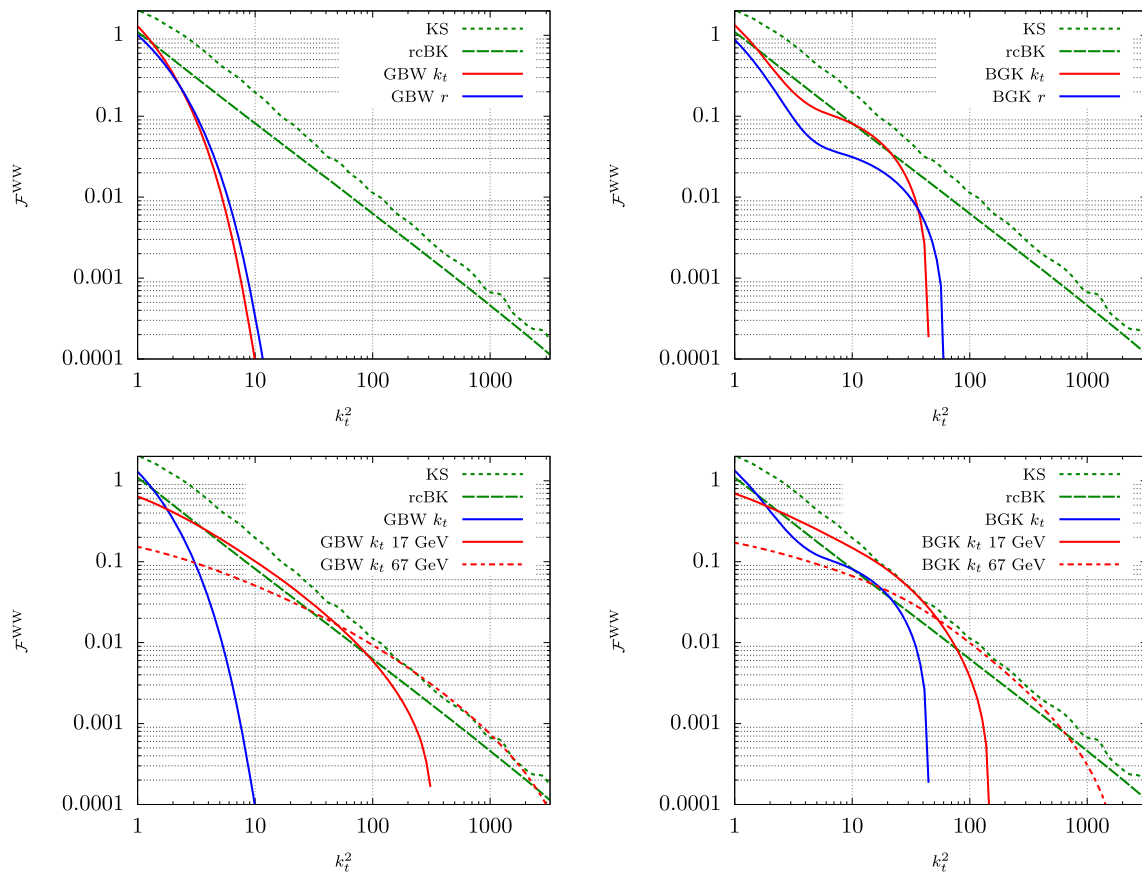 KS
rcBK
GBW k_t
GBW r
1
0.1
0.01
0.001
0.0001
1 10 100 1000
k_t^2
F^WW
KS
rcBK
BGK k_t
BGK r
1
0.1
0.01
0.001
0.0001
1 10 100 1000
k_t^2
F^WW
KS
rcBK
GBW k_t
GBW k_t 17 GeV
GBW k_t 67 GeV
1
0.1
0.01
0.001
0.0001
1 10 100 1000
k_t^2
F^WW
KS
rcBK
BGK k_t
BGK k_t 17 GeV
BGK k_t 67 GeV
1
0.1
0.01
0.001
0.0001
1 10 100 1000
k_t^2
F^WW